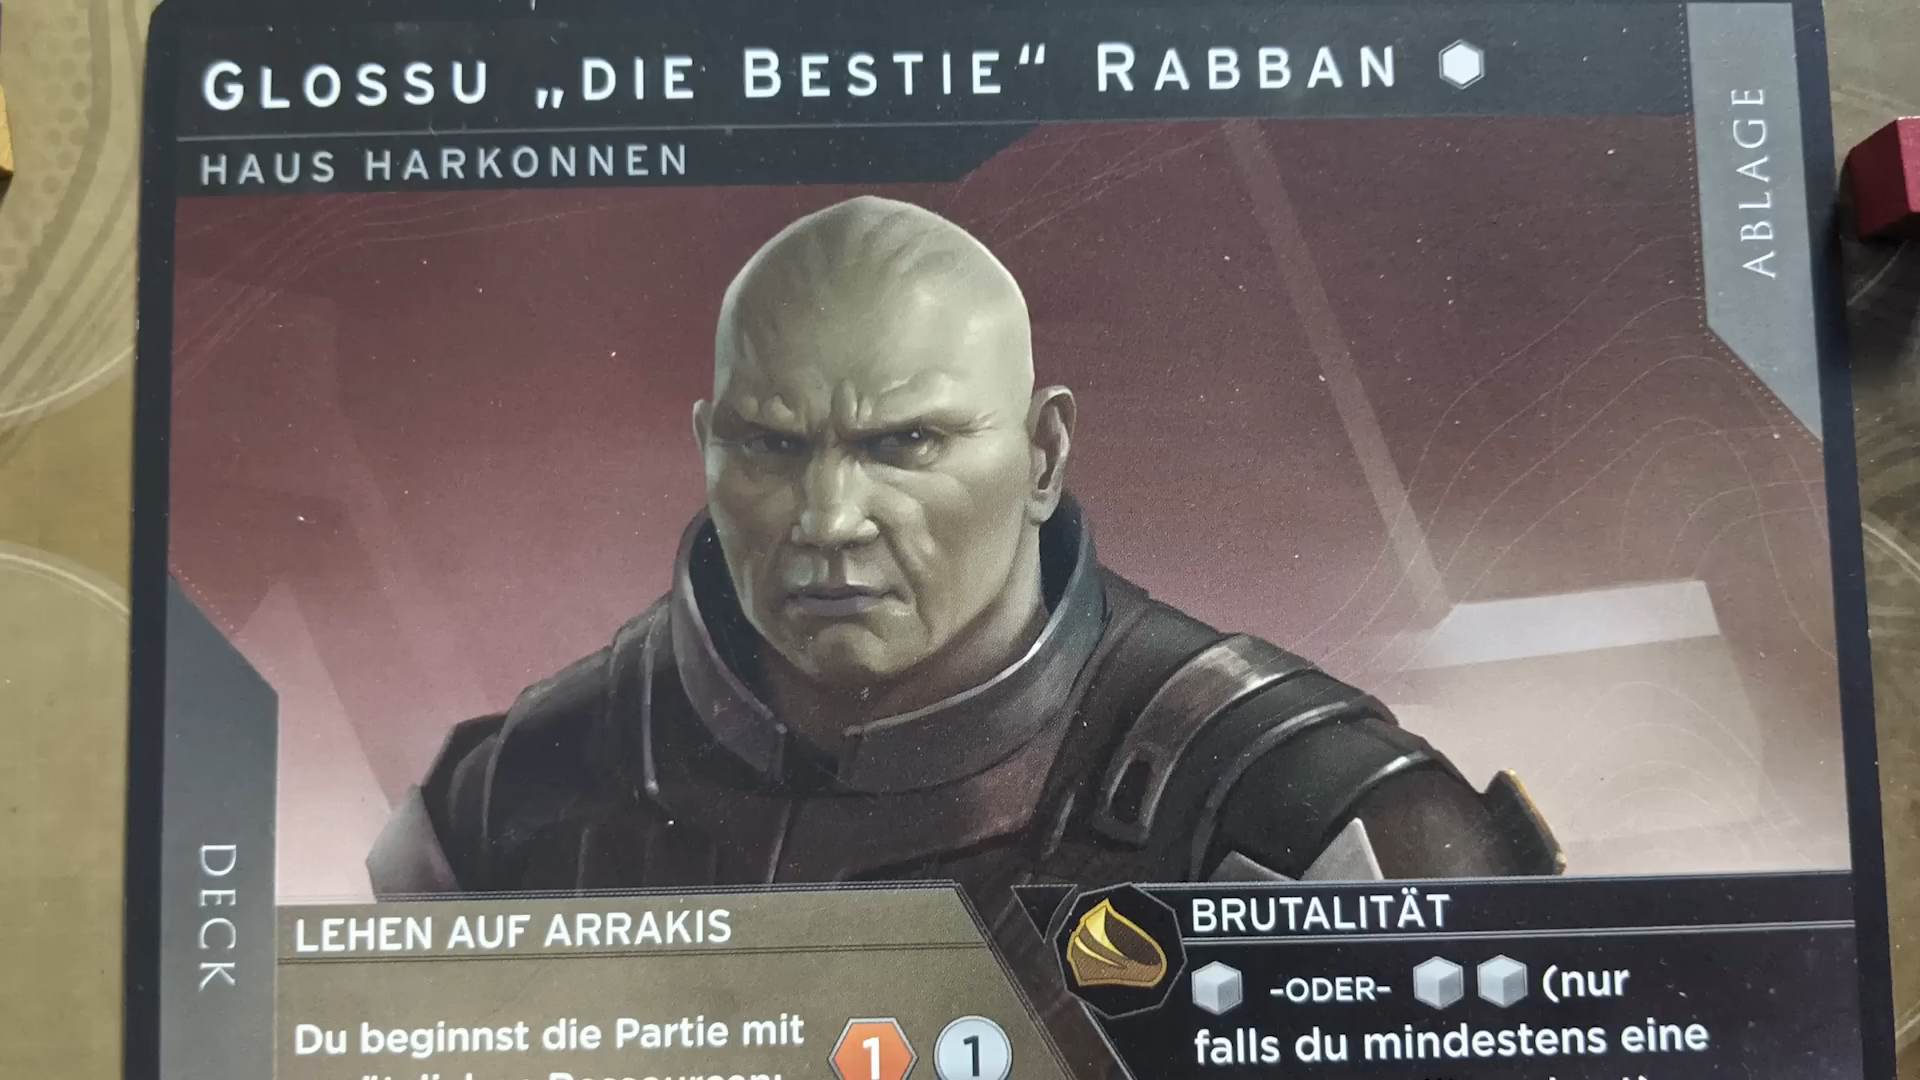 GLOSSU „DIE BESTIE“ RABBAN
HAUS HARKONNEN
ABLAGE
DECK
LEHEN AUF ARRAKIS
Du beginnst die Partie mit
1 1
BRUTALITÄT
-ODER- (nur
falls du mindestens eine